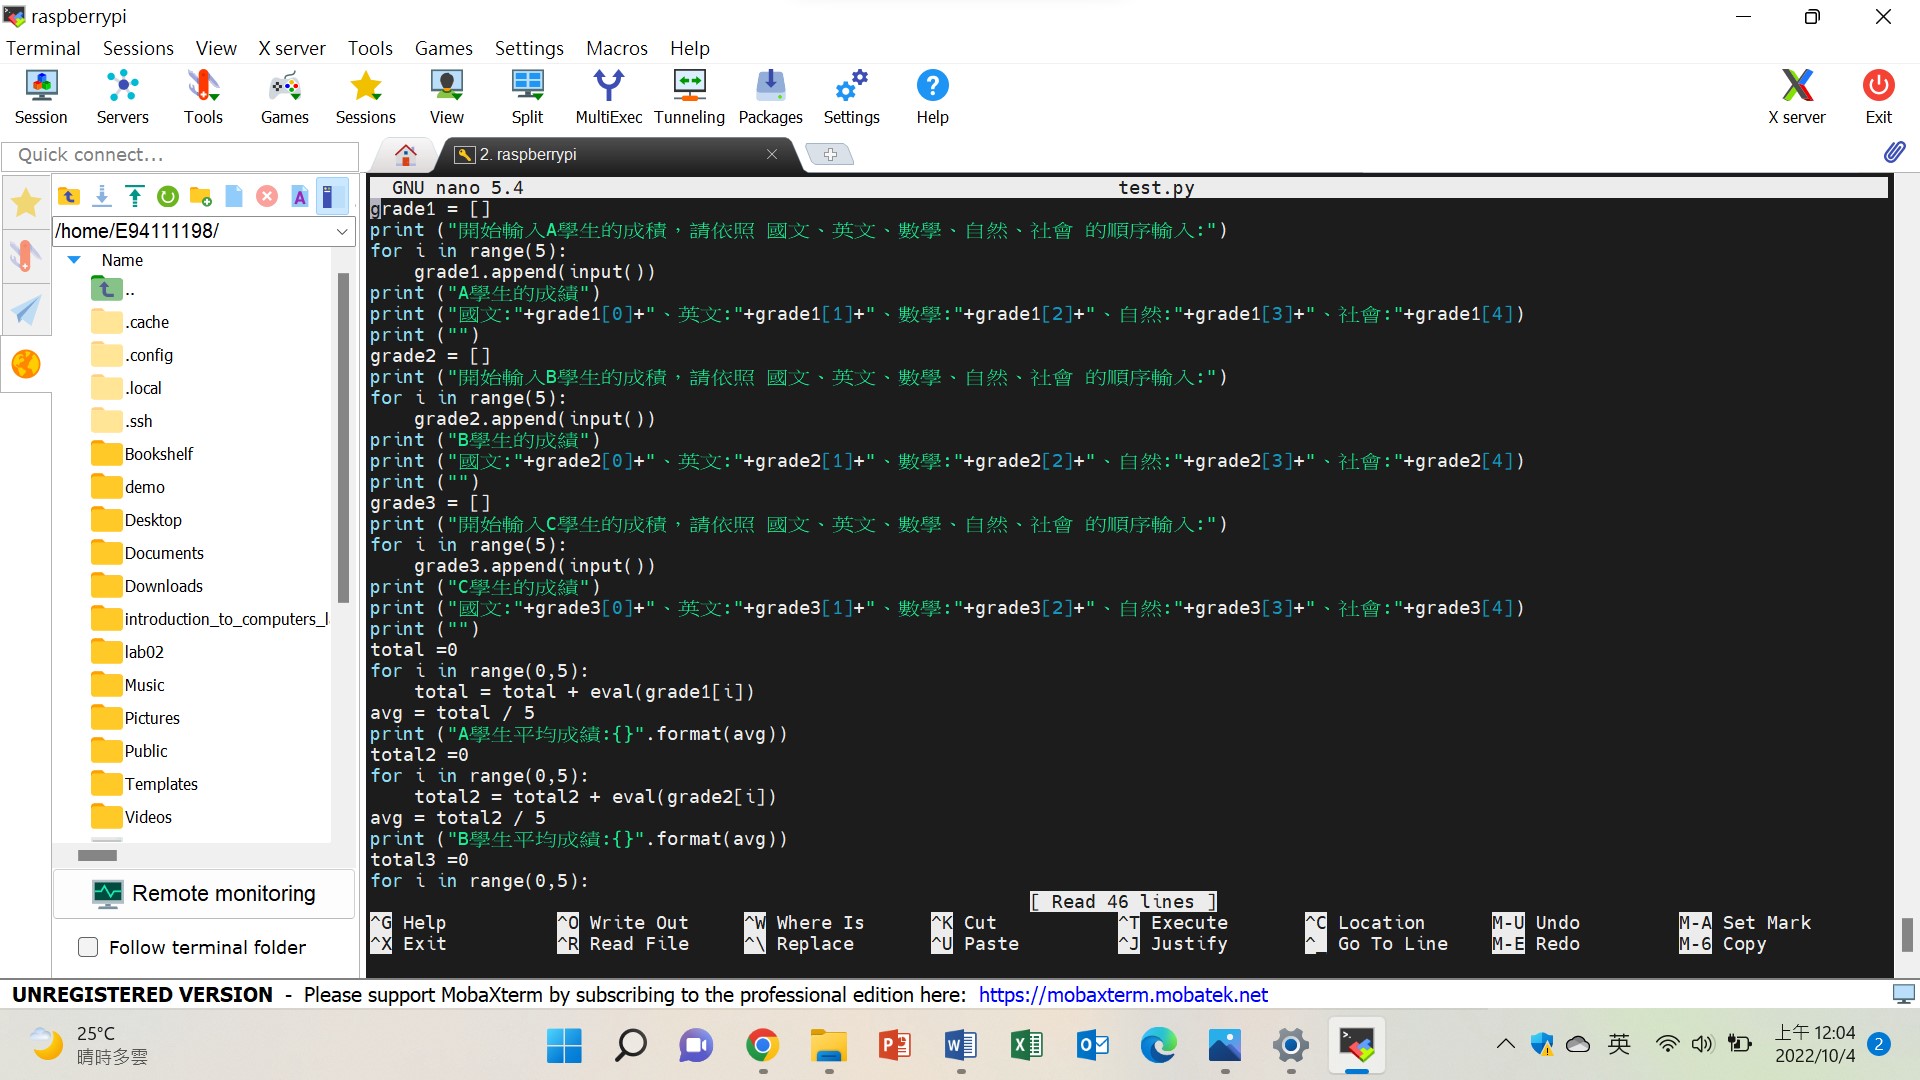 raspberrypi
Terminal Sessions View X server Tools Games Settings Macros Help
Session Servers Tools Games Sessions View Split MultiExec Tunneling Packages Settings Help X server Exit
Quick connect...
2. raspberrypi
/home/E94111198/
Name
..
.cache
.config
.local
.ssh
Bookshelf
demo
Desktop
Documents
Downloads
introduction_to_computers_l
lab02
Music
Pictures
Public
Templates
Videos
Remote monitoring
Follow terminal folder
GNU nano 5.4 test.py
grade1 = []
print ("開始輸入A學生的成積，請依照 國文、英文、數學、自然、社會 的順序輸入:")
for i in range(5):
    grade1.append(input())
print ("A學生的成績")
print ("國文:"+grade1[0]+"、英文:"+grade1[1]+"、數學:"+grade1[2]+"、自然:"+grade1[3]+"、社會:"+grade1[4])
print ("")
grade2 = []
print ("開始輸入B學生的成積，請依照 國文、英文、數學、自然、社會 的順序輸入:")
for i in range(5):
    grade2.append(input())
print ("B學生的成績")
print ("國文:"+grade2[0]+"、英文:"+grade2[1]+"、數學:"+grade2[2]+"、自然:"+grade2[3]+"、社會:"+grade2[4])
print ("")
grade3 = []
print ("開始輸入C學生的成積，請依照 國文、英文、數學、自然、社會 的順序輸入:")
for i in range(5):
    grade3.append(input())
print ("C學生的成績")
print ("國文:"+grade3[0]+"、英文:"+grade3[1]+"、數學:"+grade3[2]+"、自然:"+grade3[3]+"、社會:"+grade3[4])
print ("")
total =0
for i in range(0,5):
    total = total + eval(grade1[i])
avg = total / 5
print ("A學生平均成績:{}".format(avg))
total2 =0
for i in range(0,5):
    total2 = total2 + eval(grade2[i])
avg = total2 / 5
print ("B學生平均成績:{}".format(avg))
total3 =0
for i in range(0,5):
[ Read 46 lines ]
^G Help ^O Write Out ^W Where Is ^K Cut ^T Execute ^C Location M-U Undo M-A Set Mark
^X Exit ^R Read File ^\ Replace ^U Paste ^J Justify ^_ Go To Line M-E Redo M-6 Copy
UNREGISTERED VERSION - Please support MobaXterm by subscribing to the professional edition here: https://mobaxterm.mobatek.net
25°C
晴時多雲
英
上午 12:04
2022/10/4
2